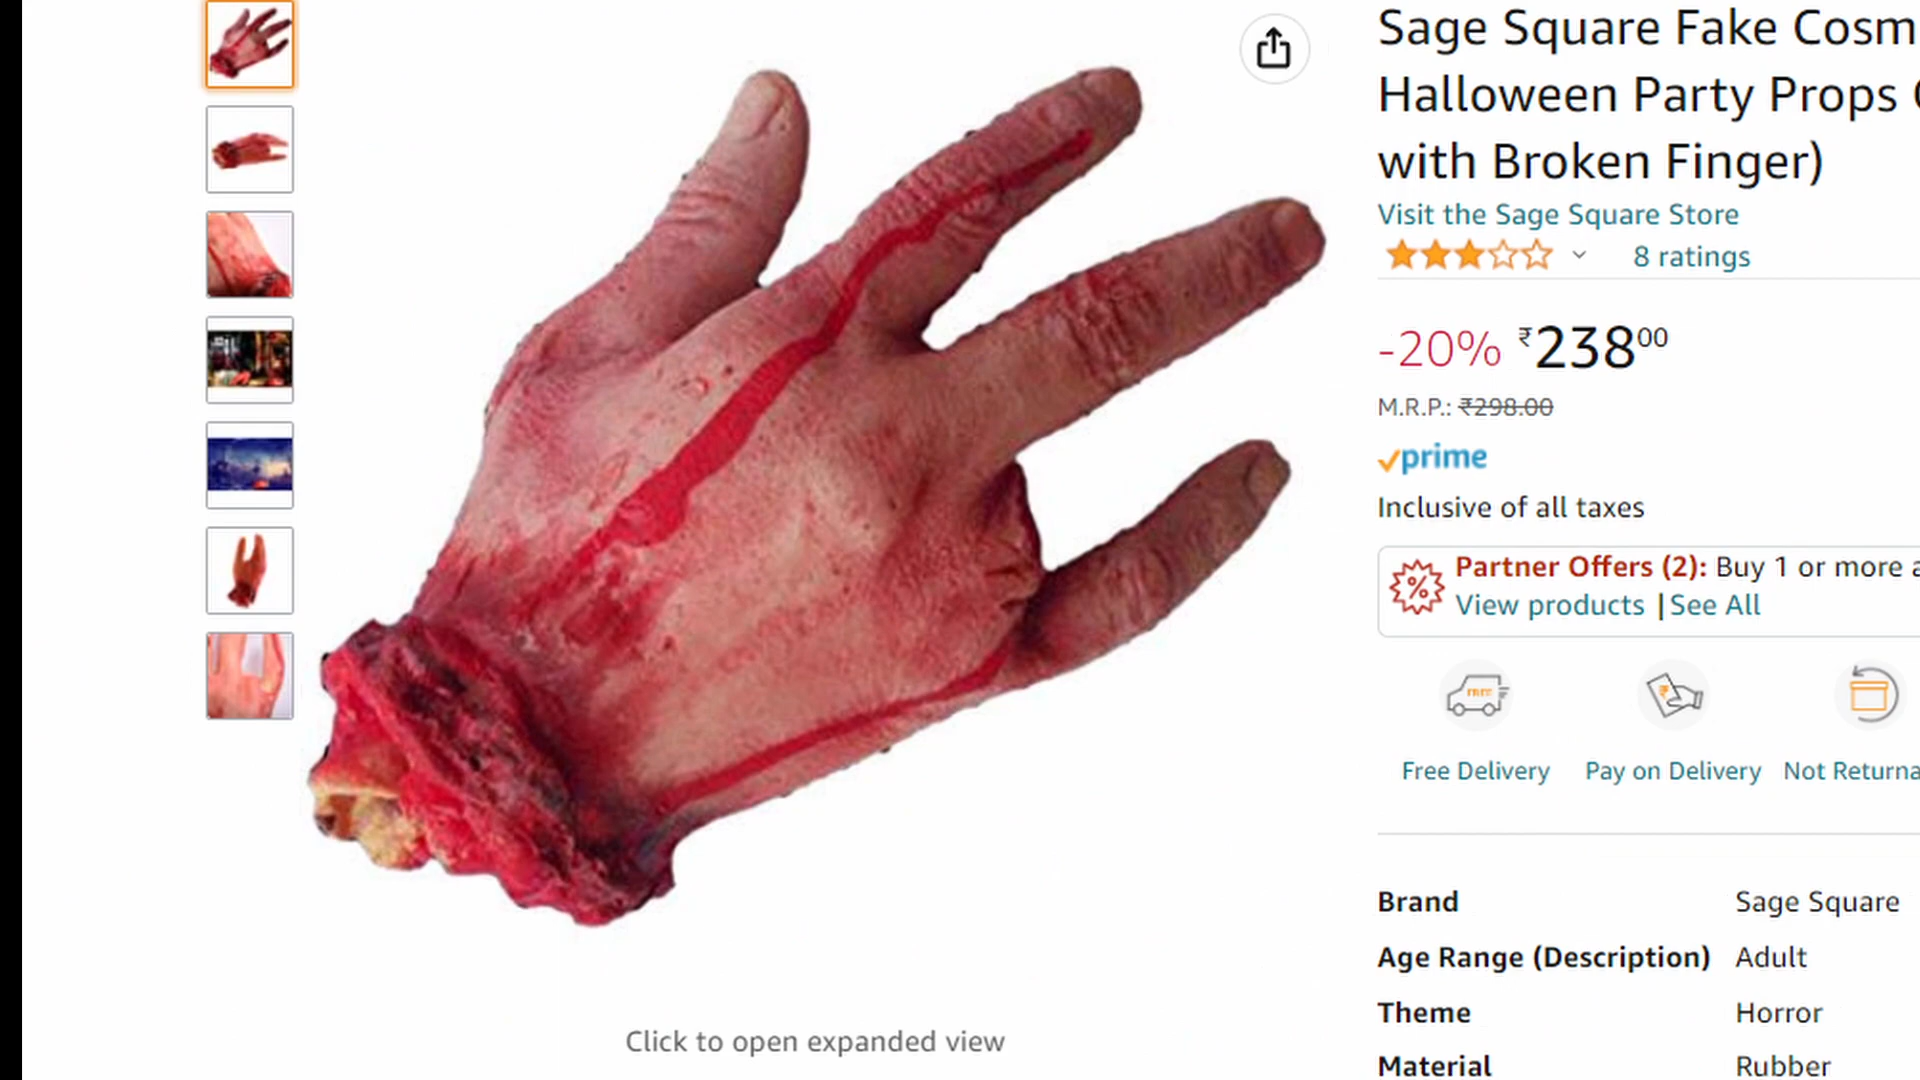 Sage Square Fake Cosm
Halloween Party Props
with Broken Finger)
Visit the Sage Square Store
8 ratings
-20% ₹23800
M.R.P.: ₹298.00
prime
Inclusive of all taxes
Partner Offers (2): Buy 1 or more a
View products | See All
FREE
Free Delivery
Pay on Delivery
Not Returna
Brand Sage Square
Age Range (Description) Adult
Theme Horror
Material Rubber
Click to open expanded view